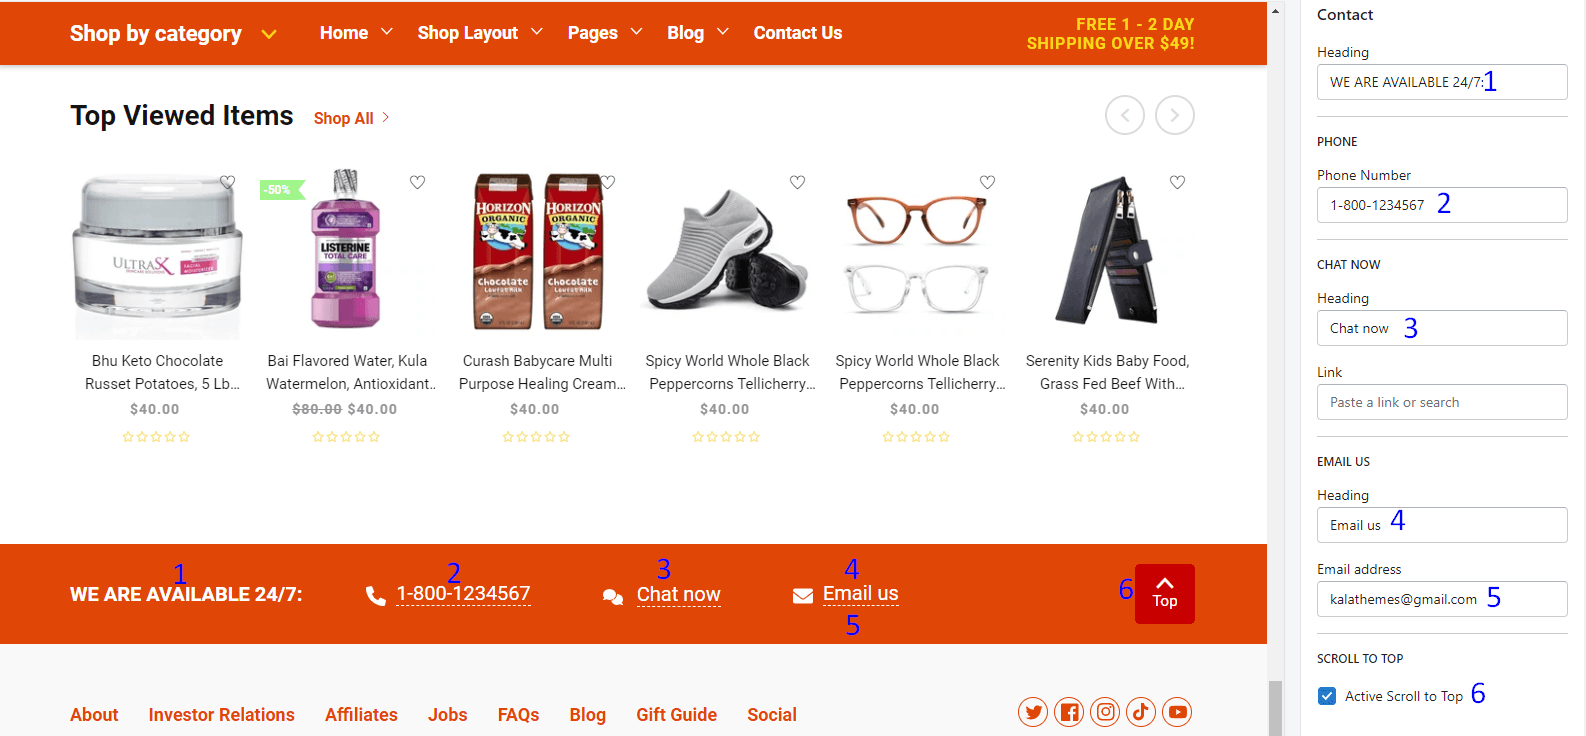 Shop by category
Home
Shop Layout
Pages
Blog
Contact Us
FREE 1 - 2 DAY
SHIPPING OVER $49!
Top Viewed Items
Shop All
-50%
ULTRAX
LISTERINE
TOTAL CARE
HORIZON
ORGANIC
Chocolate
Lowfat Milk
HORIZON
ORGANIC
Chocolate
Lowfat Milk
Bhu Keto Chocolate
Russet Potatoes, 5 Lb...
$40.00
Bai Flavored Water, Kula
Watermelon, Antioxidant...
$80.00 $40.00
Curash Babycare Multi
Purpose Healing Cream...
$40.00
Spicy World Whole Black
Peppercorns Tellicherry...
$40.00
Spicy World Whole Black
Peppercorns Tellicherry...
$40.00
Serenity Kids Baby Food,
Grass Fed Beef With...
$40.00
1
WE ARE AVAILABLE 24/7:
2
1-800-1234567
3
Chat now
4
Email us
5
6
Top
About
Investor Relations
Affiliates
Jobs
FAQs
Blog
Gift Guide
Social
Contact
Heading
WE ARE AVAILABLE 24/7: 1
PHONE
Phone Number
1-800-1234567 2
CHAT NOW
Heading
Chat now 3
Link
Paste a link or search
EMAIL US
Heading
Email us 4
Email address
kalathemes@gmail.com 5
SCROLL TO TOP
Active Scroll to Top 6